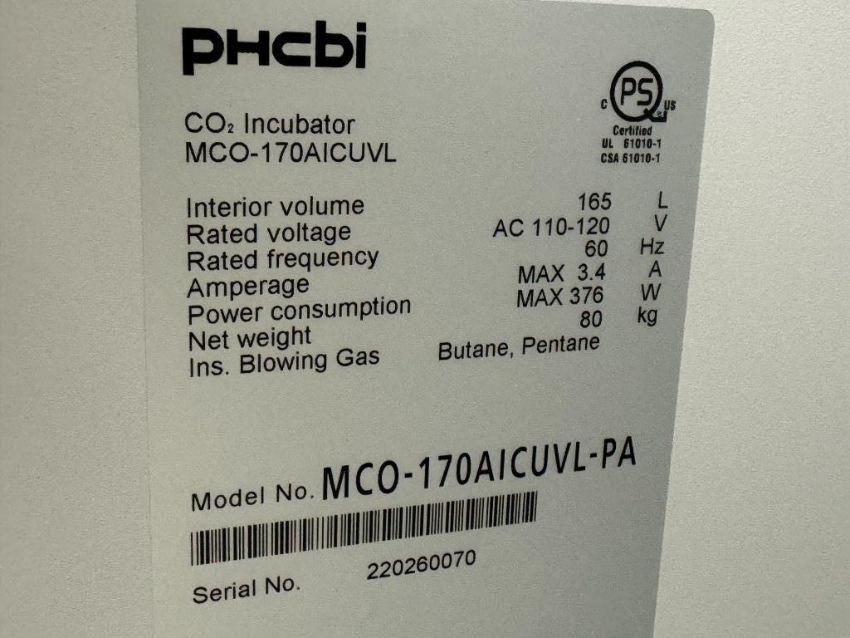 PHCbi
C PS US
Certified
UL 61010-1
CSA 61010-1
CO₂ Incubator
MCO-170AICUVL
Interior volume 165 L
Rated voltage AC 110-120 V
Rated frequency 60 Hz
Amperage MAX 3.4 A
Power consumption MAX 376 W
Net weight 80 kg
Ins. Blowing Gas Butane, Pentane
Model No. MCO-170AICUVL-PA
Serial No. 220260070